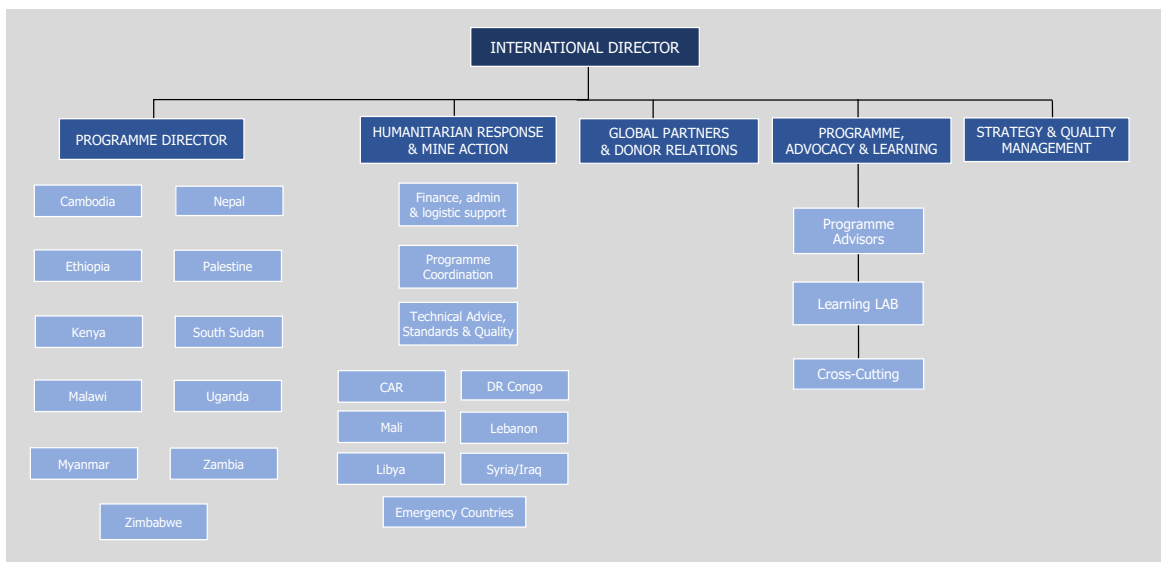 INTERNATIONAL DIRECTOR
PROGRAMME DIRECTOR
HUMANITARIAN RESPONSE
& MINE ACTION
GLOBAL PARTNERS
& DONOR RELATIONS
PROGRAMME,
ADVOCACY & LEARNING
STRATEGY & QUALITY
MANAGEMENT
Cambodia
Nepal
Ethiopia
Palestine
Kenya
South Sudan
Malawi
Uganda
Myanmar
Zambia
Zimbabwe
Finance, admin
& logistic support
Programme
Coordination
Technical Advice,
Standards & Quality
CAR
DR Congo
Mali
Lebanon
Libya
Syria/Iraq
Emergency Countries
Programme
Advisors
Learning LAB
Cross-Cutting